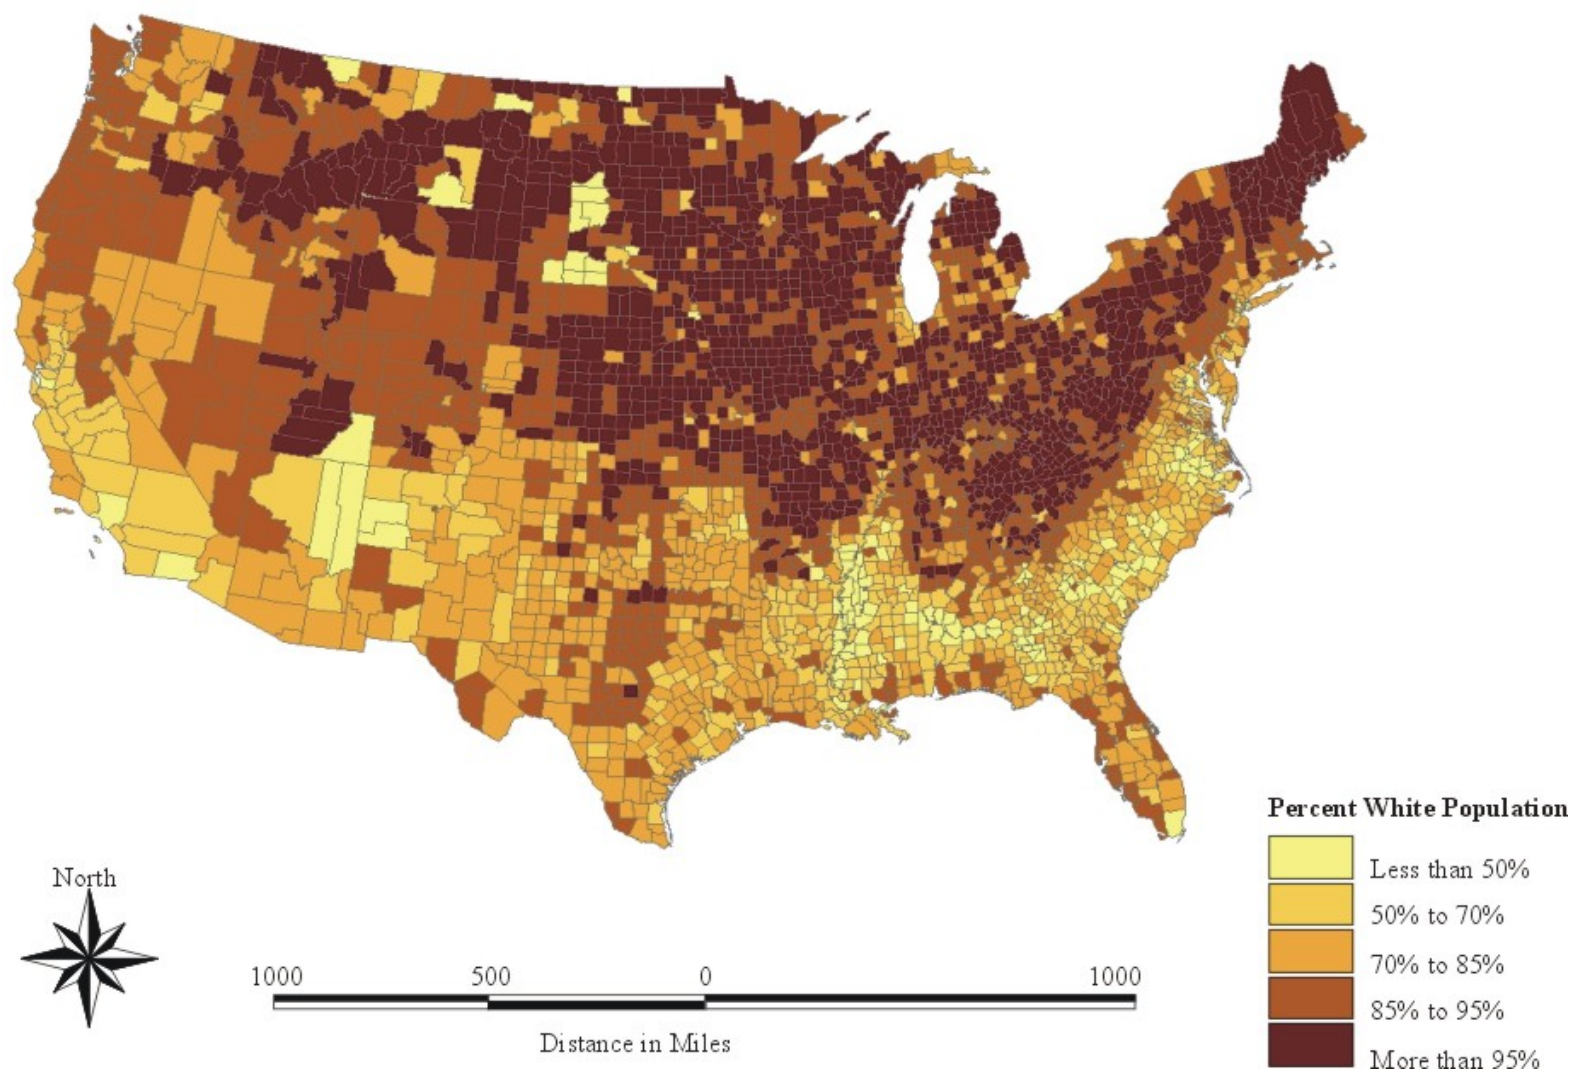 Percent White Population
Less than 50%
50% to 70%
70% to 85%
85% to 95%
More than 95%
North
1000 500 0 1000
Distance in Miles